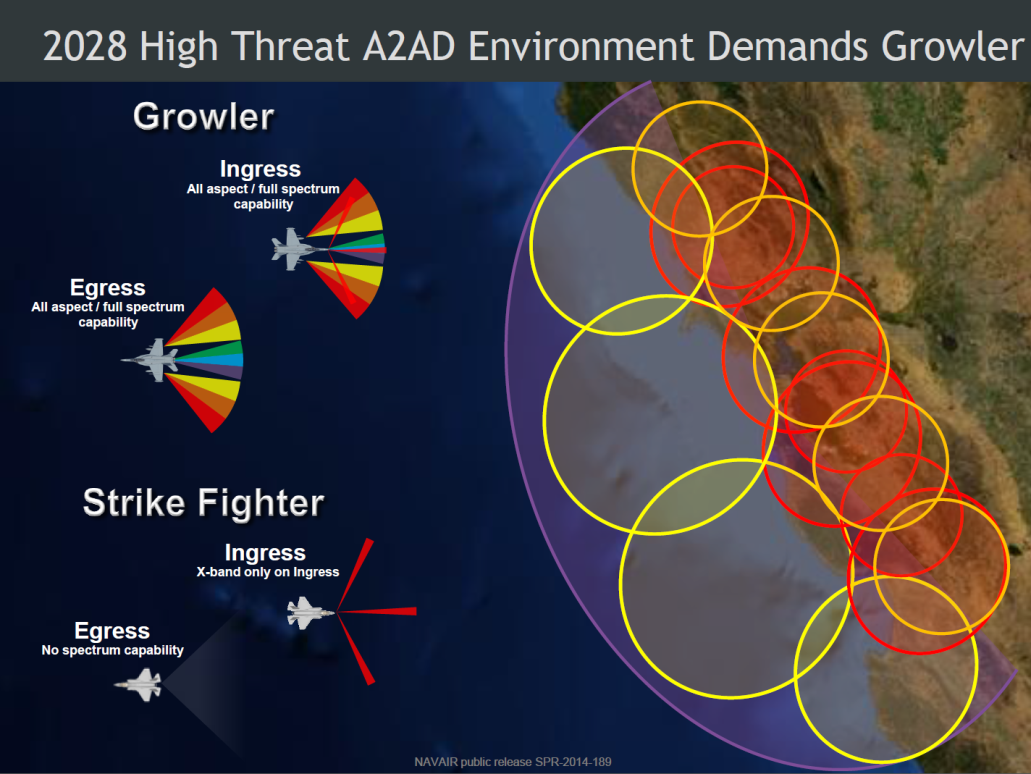 2028 High Threat A2AD Environment Demands Growler
Growler
Ingress
All aspect / full spectrum
capability
Egress
All aspect / full spectrum
capability
Strike Fighter
Ingress
X-band only on Ingress
Egress
No spectrum capability
NAVAIR public release SPR-2014-189